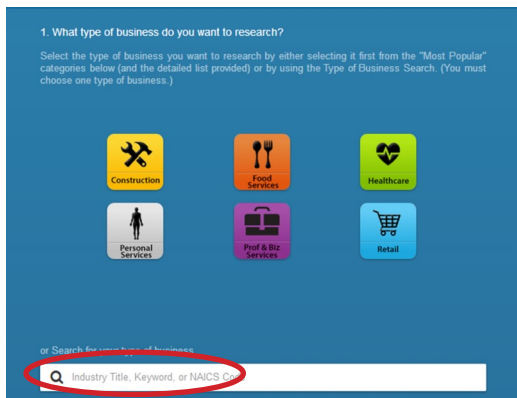 1. What type of business do you want to research?
Select the type of business you want to research by either selecting it first from the "Most Popular"
categories below (and the detailed list provided) or by using the Type of Business Search. (You must
choose one type of business.)
Construction
Food
Services
Healthcare
Personal
Services
Prof & Biz
Services
Retail
or Search for your type of business
Industry Title, Keyword, or NAICS Code